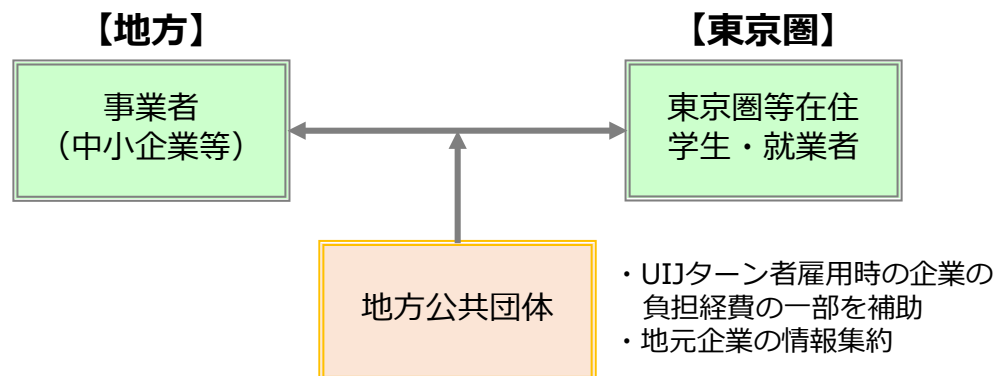 【地方】
【東京圏】
事業者
（中小企業等）
東京圏等在住
学生・就業者
地方公共団体
・UIJターン者雇用時の企業の
負担経費の一部を補助
・地元企業の情報集約